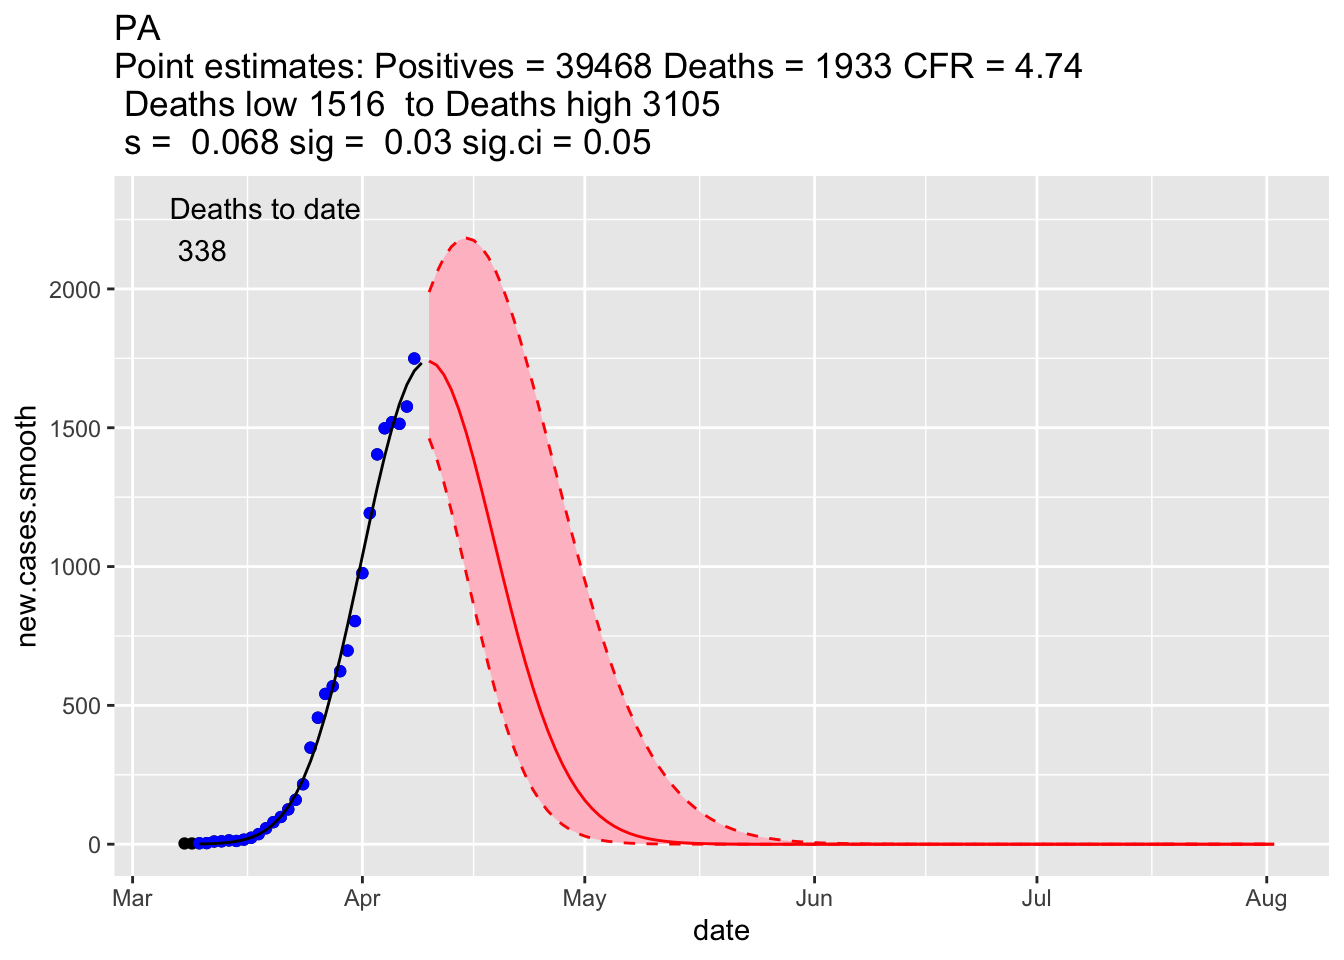 PA
Point estimates: Positives = 39468 Deaths = 1933 CFR = 4.74
Deaths low 1516  to Deaths high 3105
s =  0.068 sig =  0.03 sig.ci = 0.05
Deaths to date
338
2000
1500
1000
500
0
new.cases.smooth
Mar Apr May Jun Jul Aug
date